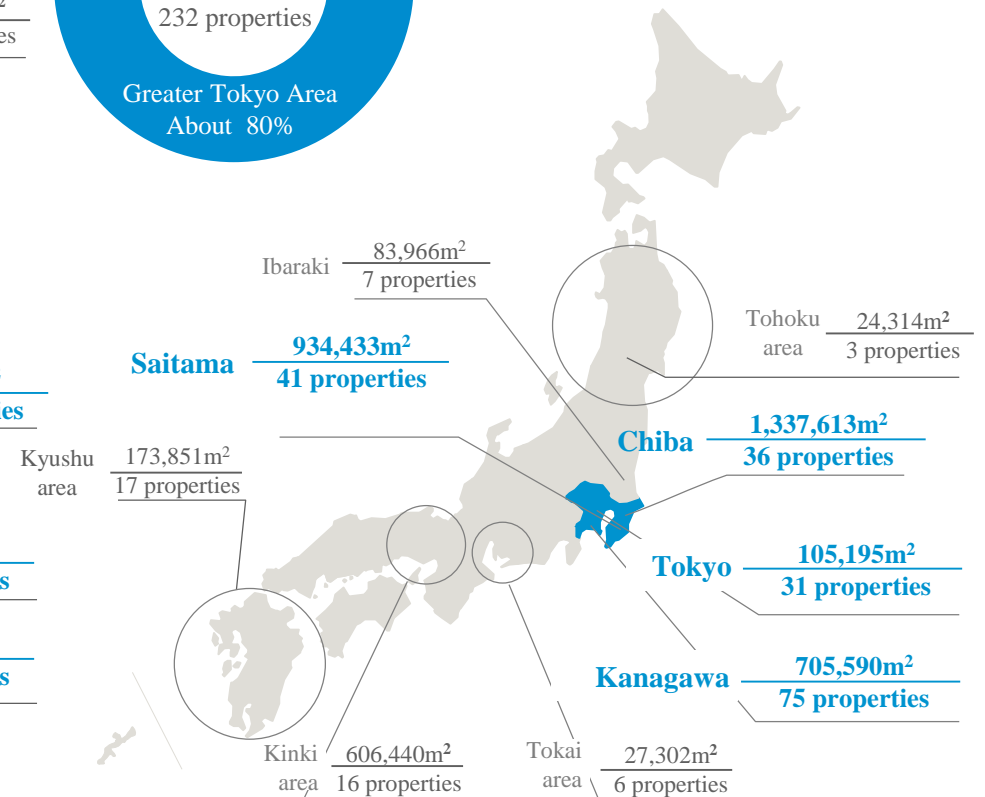 232 properties
Greater Tokyo Area
About 80%
Ibaraki
83,966m²
7 properties
Tohoku
area
24,314m²
3 properties
Saitama
934,433m²
41 properties
Chiba
1,337,613m²
36 properties
Kyushu
area
173,851m²
17 properties
Tokyo
105,195m²
31 properties
Kanagawa
705,590m²
75 properties
Kinki
area
606,440m²
16 properties
Tokai
area
27,302m²
6 properties